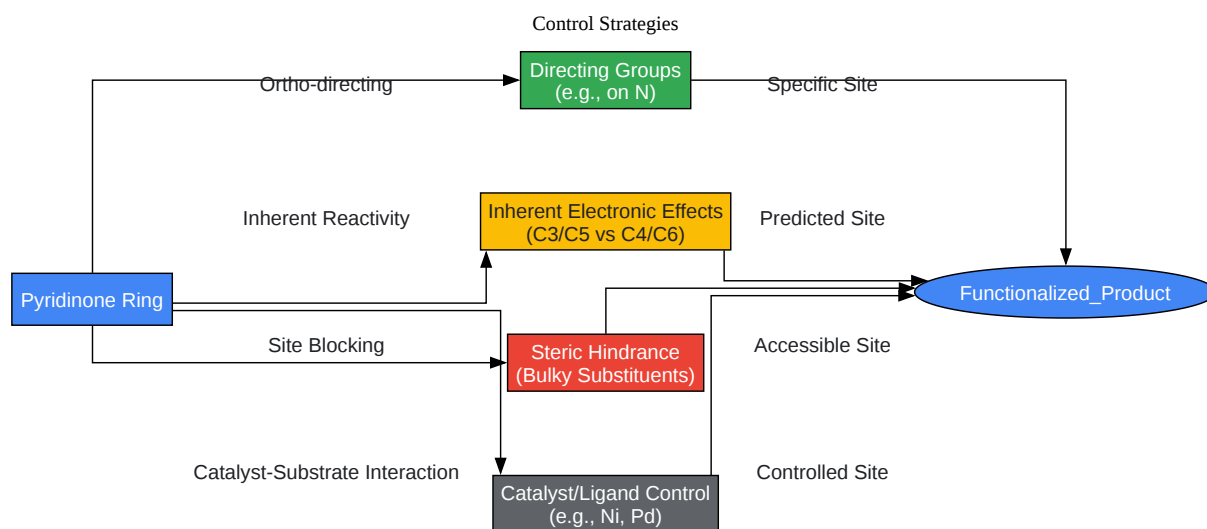 Control Strategies
Ortho-directing
Directing Groups
(e.g., on N)
Specific Site
Inherent Reactivity
Inherent Electronic Effects
(C3/C5 vs C4/C6)
Predicted Site
Pyridinone Ring
Functionalized_Product
Site Blocking
Steric Hindrance
(Bulky Substituents)
Accessible Site
Catalyst-Substrate Interaction
Catalyst/Ligand Control
(e.g., Ni, Pd)
Controlled Site